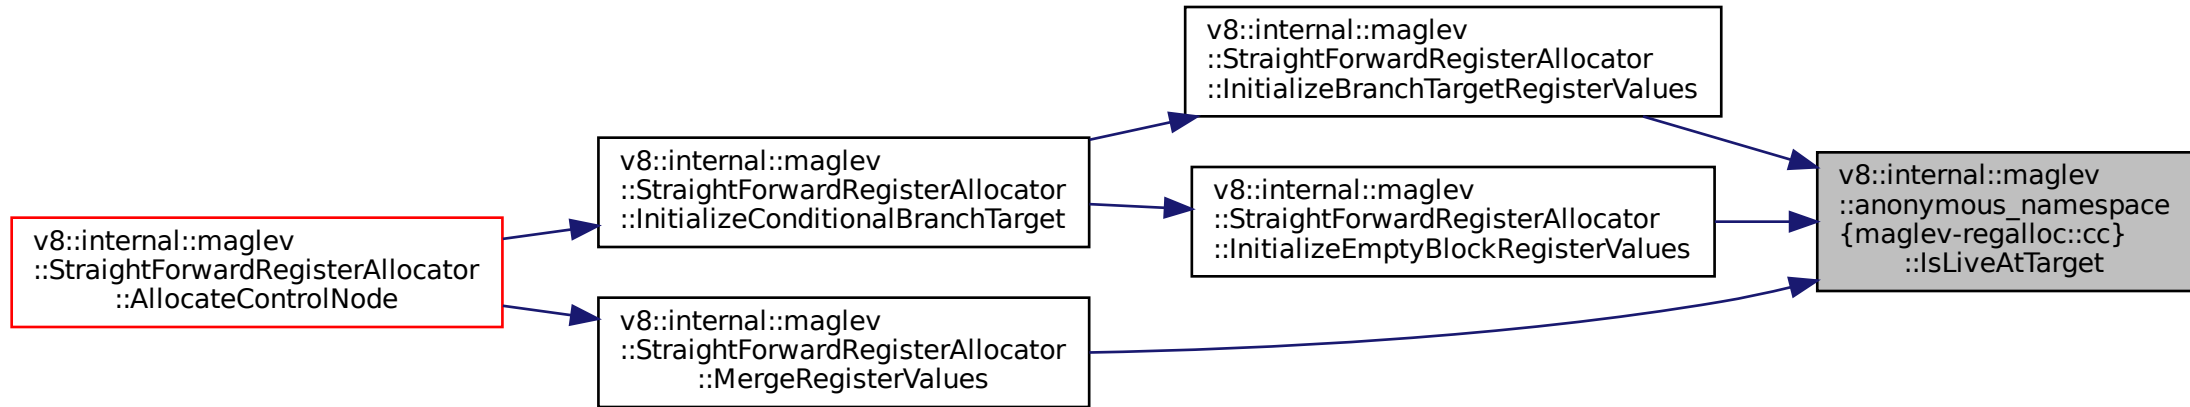 v8::internal::maglev
::StraightForwardRegisterAllocator
::AllocateControlNode
v8::internal::maglev
::StraightForwardRegisterAllocator
::InitializeConditionalBranchTarget
v8::internal::maglev
::StraightForwardRegisterAllocator
::MergeRegisterValues
v8::internal::maglev
::StraightForwardRegisterAllocator
::InitializeBranchTargetRegisterValues
v8::internal::maglev
::StraightForwardRegisterAllocator
::InitializeEmptyBlockRegisterValues
v8::internal::maglev
::anonymous_namespace
{maglev-regalloc::cc}
::IsLiveAtTarget